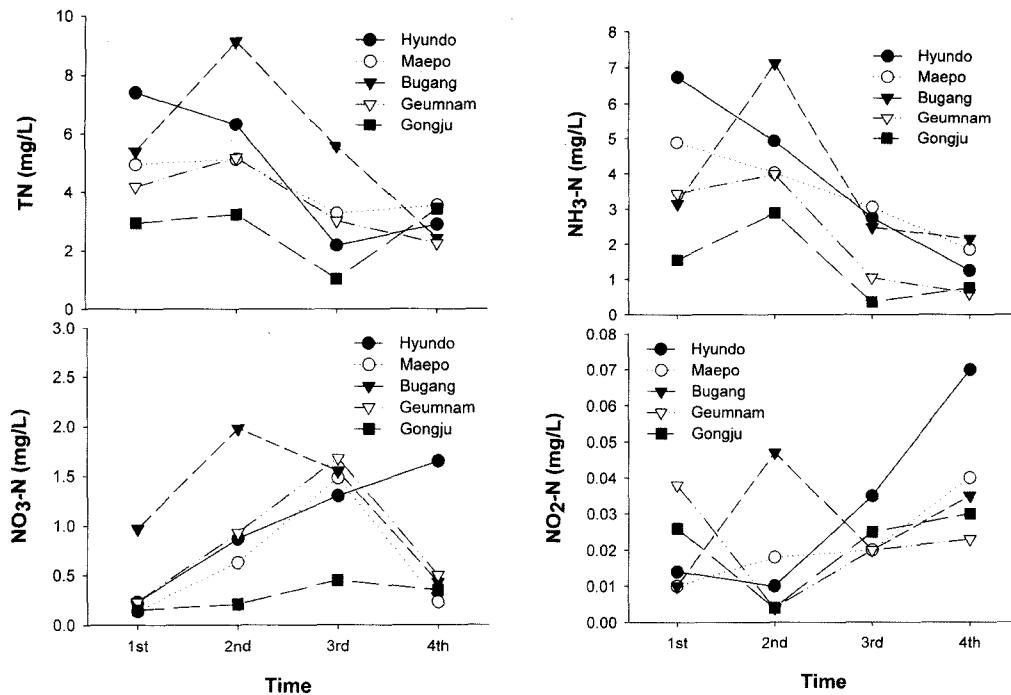 TN (mg/L)
10
8
6
4
2
0
Hyundo
Maepo
Bugang
Geumnam
Gongju
NH3-N (mg/L)
8
7
6
5
4
3
2
1
0
Hyundo
Maepo
Bugang
Geumnam
Gongju
NO3-N (mg/L)
3.0
2.5
2.0
1.5
1.0
0.5
0.0
Hyundo
Maepo
Bugang
Geumnam
Gongju
1st 2nd 3rd 4th
Time
NO2-N (mg/L)
0.08
0.07
0.06
0.05
0.04
0.03
0.02
0.01
0.00
Hyundo
Maepo
Bugang
Geumnam
Gongju
1st 2nd 3rd 4th
Time